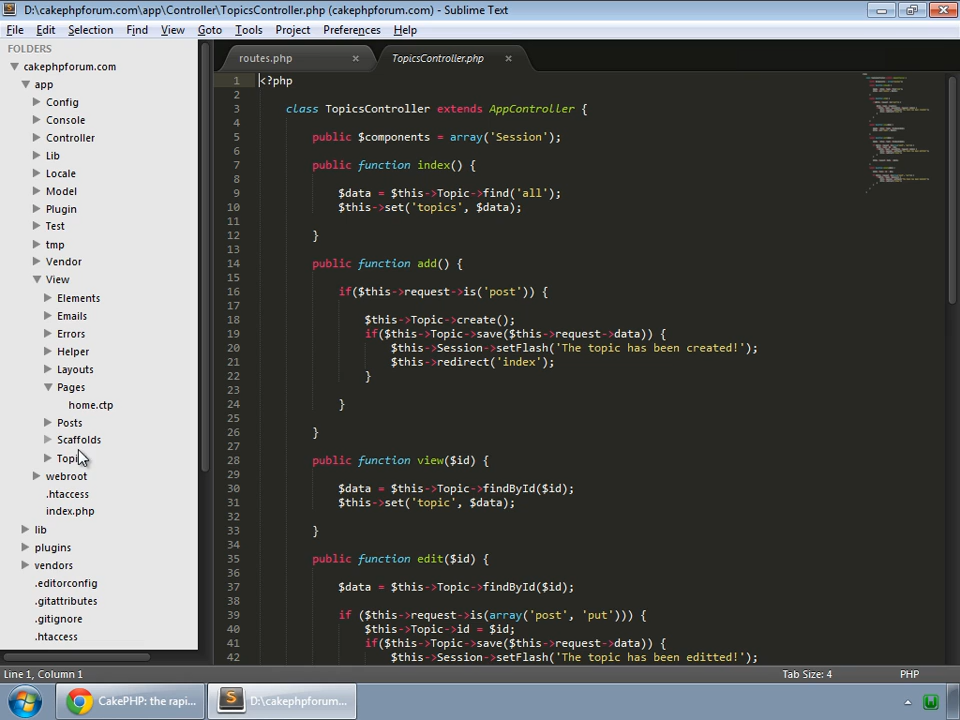 D:\cakephpforum.com\app\Controller\TopicsController.php (cakephpforum.com) - Sublime Text
File Edit Selection Find View Goto Tools Project Preferences Help
FOLDERS
cakephpforum.com
app
Config
Console
Controller
Lib
Locale
Model
Plugin
Test
tmp
Vendor
View
Elements
Emails
Errors
Helper
Layouts
Pages
home.ctp
Posts
Scaffolds
webroot
.htaccess
index.php
lib
plugins
vendors
.editorconfig
.gitattributes
.gitignore
.htaccess
routes.php
TopicsController.php
1 <?php
2
3 class TopicsController extends AppController {
4
5 public $components = array('Session');
6
7 public function index() {
8
9 $data = $this->Topic->find('all');
10 $this->set('topics', $data);
11
12 }
13
14 public function add() {
15
16 if($this->request->is('post')) {
17
18 $this->Topic->create();
19 if($this->Topic->save($this->request->data)) {
20 $this->Session->setFlash('The topic has been created!');
21 $this->redirect('index');
22 }
23
24 }
25
26 }
27
28 public function view($id) {
29
30 $data = $this->Topic->findById($id);
31 $this->set('topic', $data);
32
33 }
34
35 public function edit($id) {
36
37 $data = $this->Topic->findById($id);
38
39 if ($this->request->is(array('post', 'put'))) {
40 $this->Topic->id = $id;
41 if($this->Topic->save($this->request->data)) {
42 $this->Session->setFlash('The topic has been editted!');
Line 1, Column 1
Tab Size: 4
PHP
CakePHP: the rapi...
D:\cakephpforum...